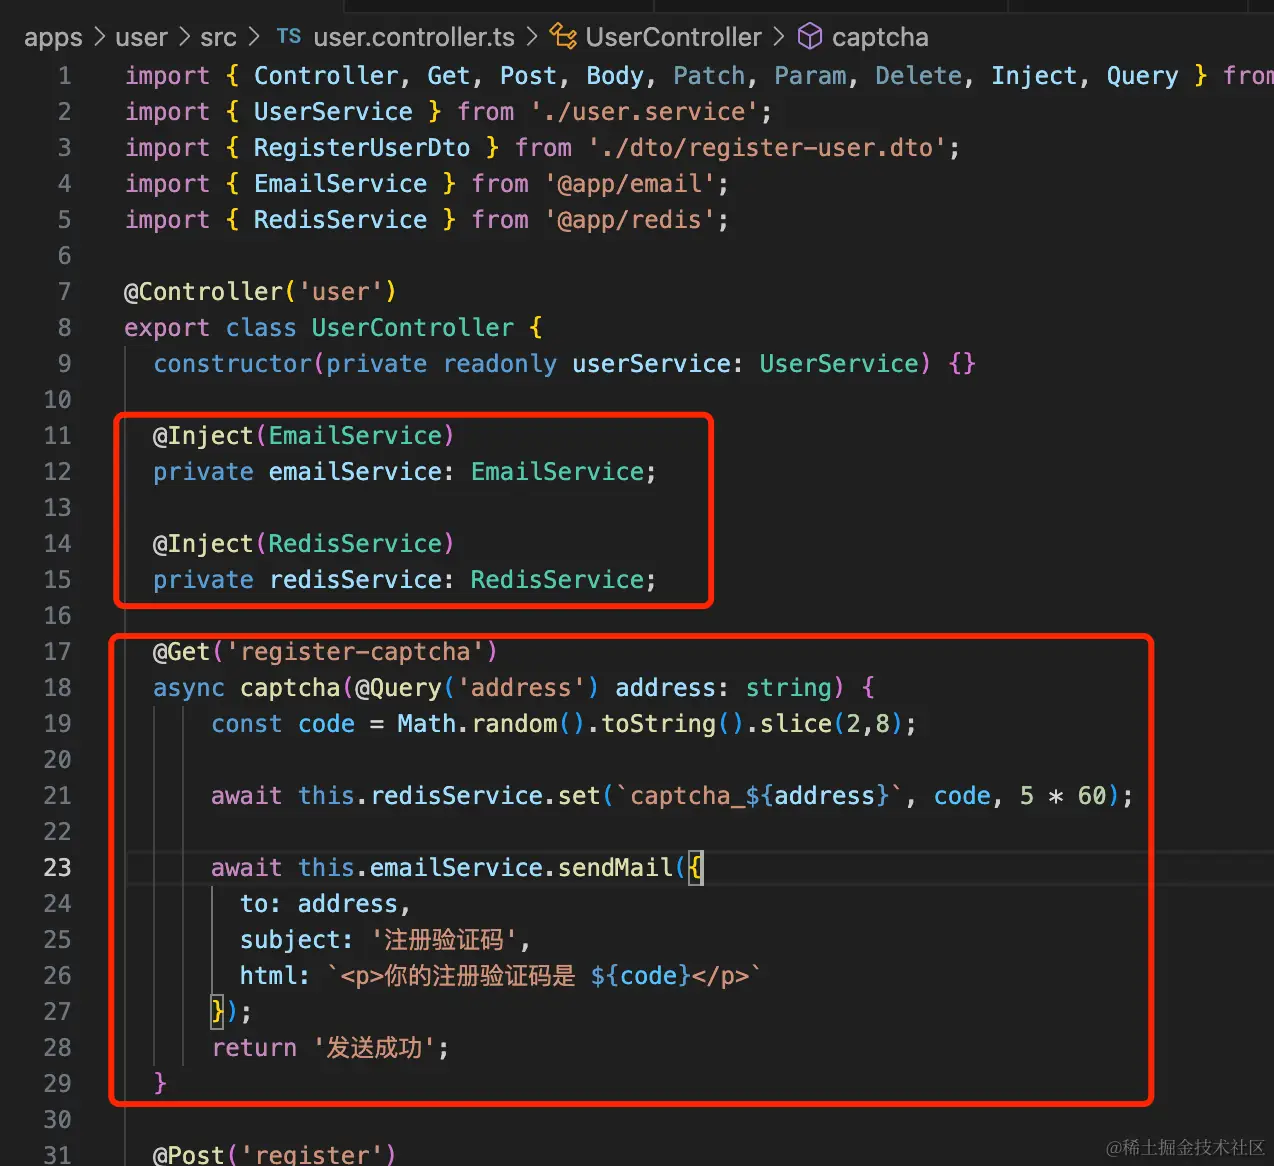 apps > user > src > TS user.controller.ts > UserController > captcha
1 import { Controller, Get, Post, Body, Patch, Param, Delete, Inject, Query } from
2 import { UserService } from './user.service';
3 import { RegisterUserDto } from './dto/register-user.dto';
4 import { EmailService } from '@app/email';
5 import { RedisService } from '@app/redis';
6
7 @Controller('user')
8 export class UserController {
9 constructor(private readonly userService: UserService) {}
10
11 @Inject(EmailService)
12 private emailService: EmailService;
13
14 @Inject(RedisService)
15 private redisService: RedisService;
16
17 @Get('register-captcha')
18 async captcha(@Query('address') address: string) {
19 const code = Math.random().toString().slice(2,8);
20
21 await this.redisService.set(`captcha_${address}`, code, 5 * 60);
22
23 await this.emailService.sendMail({
24 to: address,
25 subject: '注册验证码',
26 html: `<p>你的注册验证码是 ${code}</p>`
27 });
28 return '发送成功';
29 }
30
31 @Post('register')
@稀土掘金技术社区